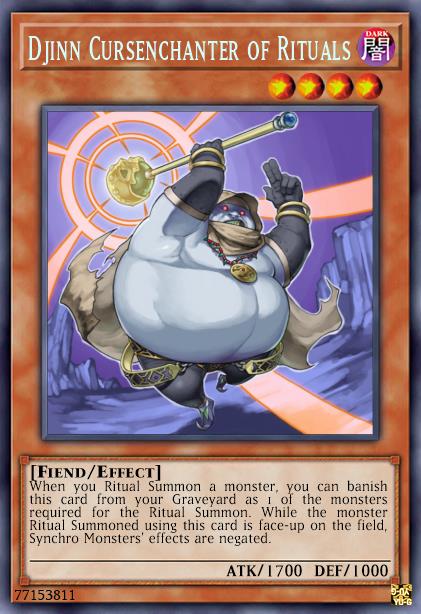 Djinn Cursenchanter of Rituals
DARK
闇
[Fiend/Effect]
When you Ritual Summon a monster, you can banish
this card from your Graveyard as 1 of the monsters
required for the Ritual Summon. While the monster
Ritual Summoned using this card is face-up on the field,
Synchro Monsters' effects are negated.
ATK/1700 DEF/1000
77153811